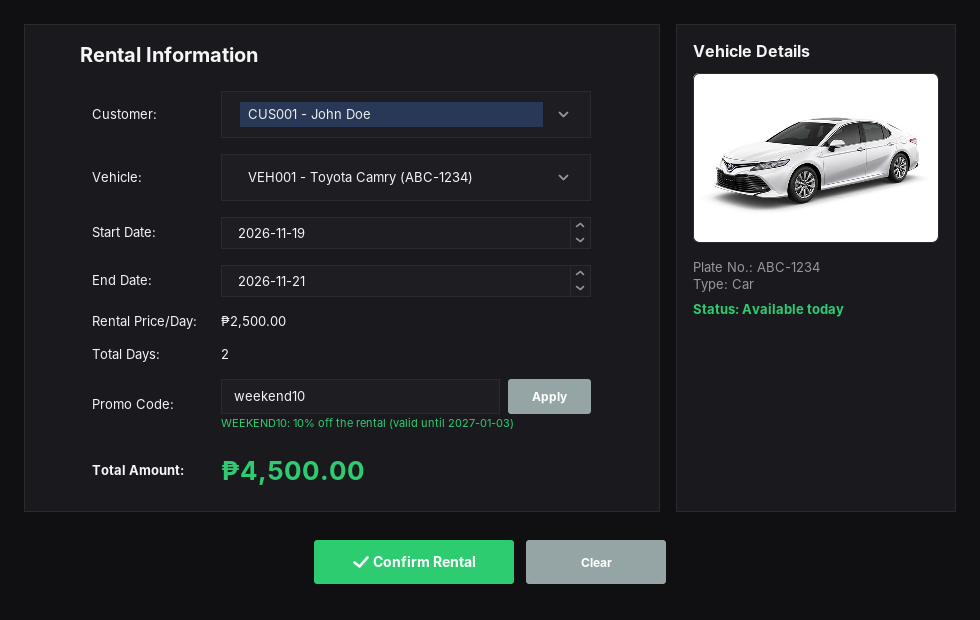 Rental Information
Customer:
CUS001 - John Doe
Vehicle:
VEH001 - Toyota Camry (ABC-1234)
Start Date:
2026-11-19
End Date:
2026-11-21
Rental Price/Day:
₱2,500.00
Total Days:
2
Promo Code:
weekend10
Apply
WEEKEND10: 10% off the rental (valid until 2027-01-03)
Total Amount:
₱4,500.00
Vehicle Details
Plate No.: ABC-1234
Type: Car
Status: Available today
Confirm Rental
Clear